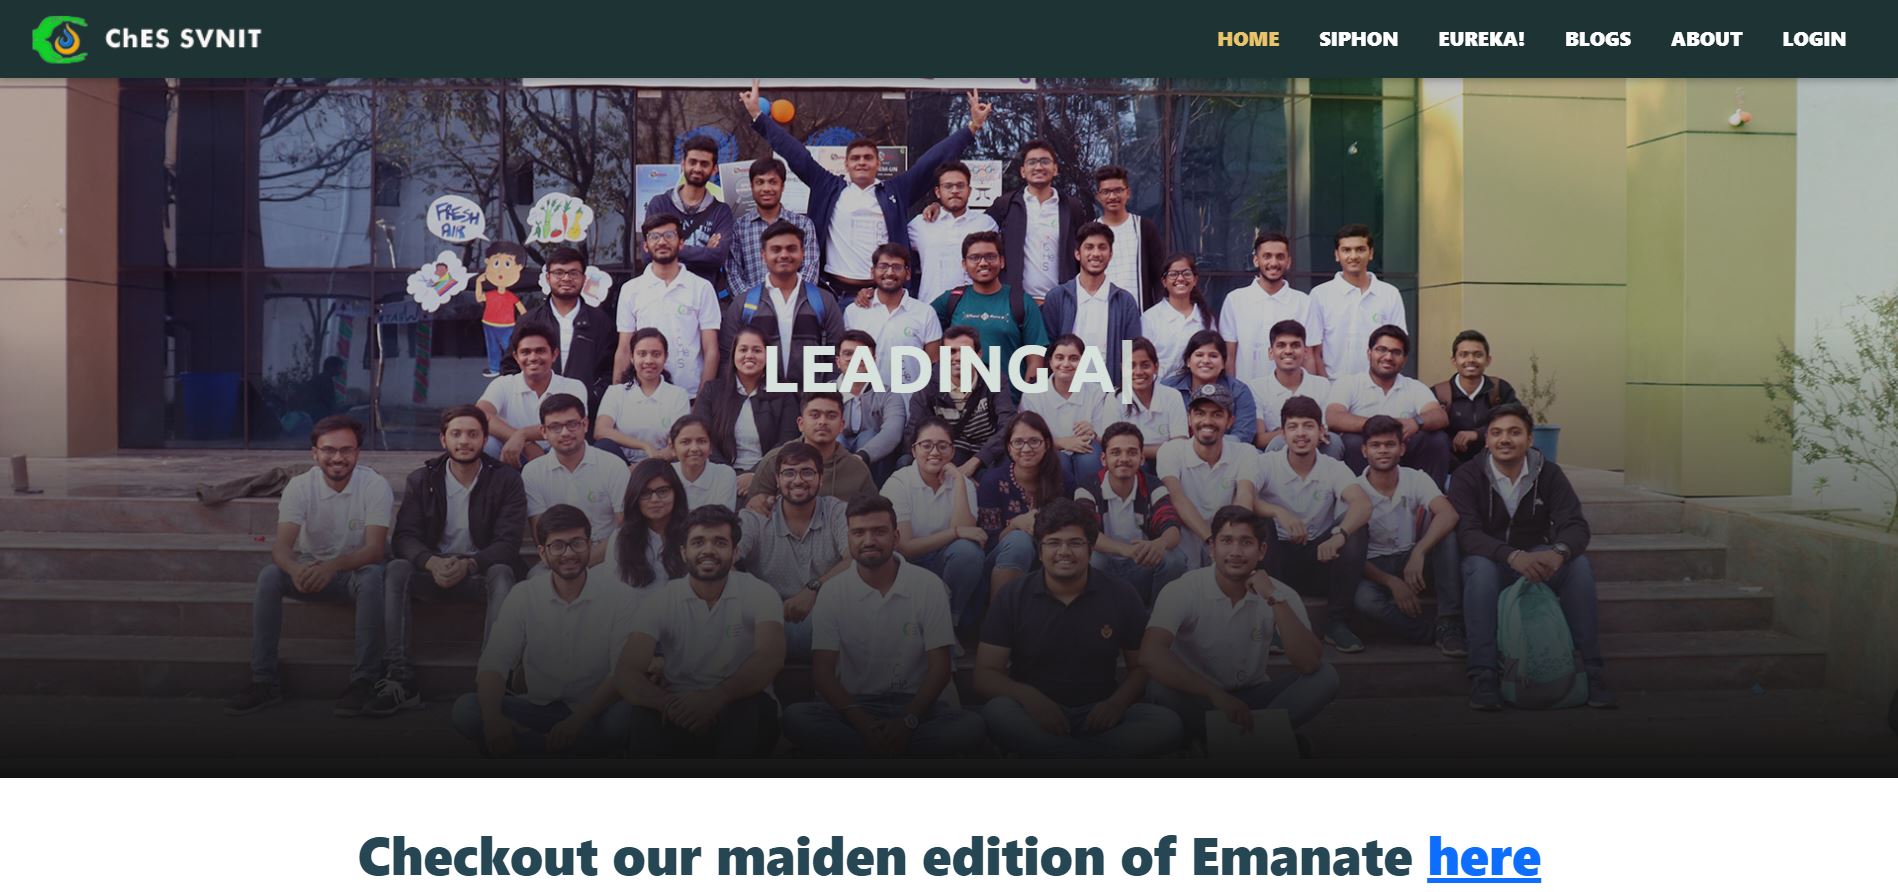 ChES SVNIT
HOME SIPHON EUREKA! BLOGS ABOUT LOGIN
FRESH
AIR
LEADING A
Checkout our maiden edition of Emanate here